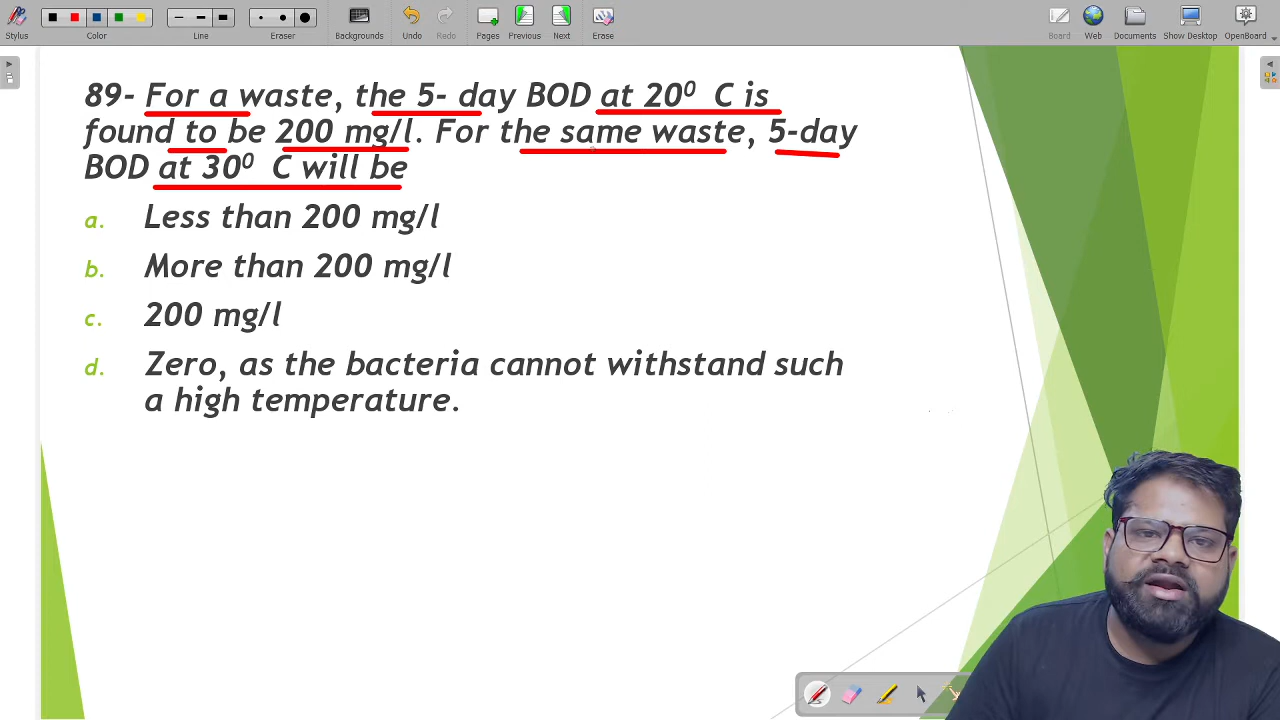 Stylus
Color
Line
Eraser
Backgrounds
Undo
Redo
Pages
Previous
Next
Erase
Board
Web
Documents
Show Desktop
OpenBoard
89- For a waste, the 5- day BOD at 20⁰ C is
found to be 200 mg/l. For the same waste, 5-day
BOD at 30⁰ C will be
a. Less than 200 mg/l
b. More than 200 mg/l
c. 200 mg/l
d. Zero, as the bacteria cannot withstand such
a high temperature.